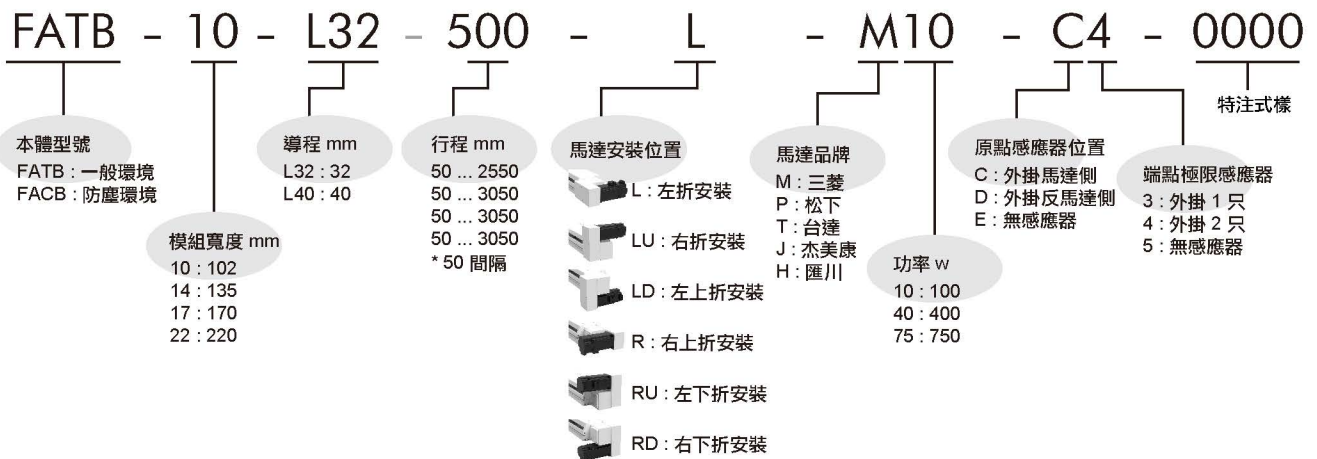 FATB - 10 - L32 - 500 - L - M10 - C4 - 0000
本體型號
FATB : 一般環境
FACB : 防塵環境
模組寬度 mm
10 : 102
14 : 135
17 : 170
22 : 220
導程 mm
L32 : 32
L40 : 40
行程 mm
50 ... 2550
50 ... 3050
50 ... 3050
50 ... 3050
* 50 間隔
馬達安裝位置
L : 左折安裝
LU : 右折安裝
LD : 左上折安裝
R : 右上折安裝
RU : 左下折安裝
RD : 右下折安裝
馬達品牌
M : 三菱
P : 松下
T : 台達
J : 杰美康
H : 匯川
功率 w
10 : 100
40 : 400
75 : 750
原點感應器位置
C : 外掛馬達側
D : 外掛反馬達側
E : 無感應器
端點極限感應器
3 : 外掛 1 只
4 : 外掛 2 只
5 : 無感應器
特注式樣